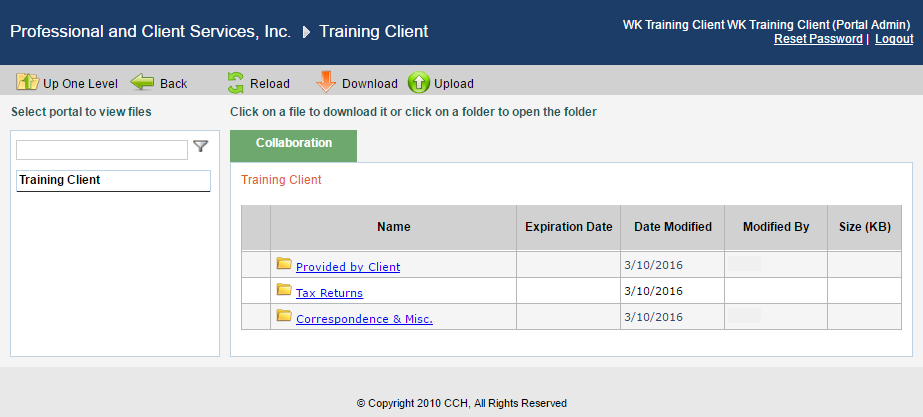 Professional and Client Services, Inc. Training Client
WK Training Client WK Training Client (Portal Admin)
Reset Password | Logout
Up One Level Back Reload Download Upload
Select portal to view files
Click on a file to download it or click on a folder to open the folder
Training Client
Collaboration
Training Client
Name Expiration Date Date Modified Modified By Size (KB)
Provided by Client 3/10/2016
Tax Returns 3/10/2016
Correspondence & Misc. 3/10/2016
© Copyright 2010 CCH, All Rights Reserved